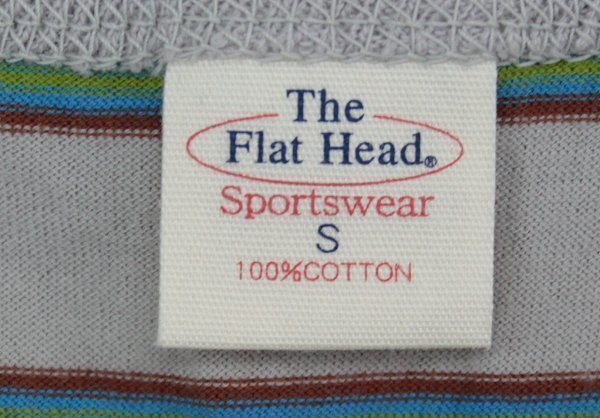 The
Flat Head®
Sportswear
S
100%COTTON